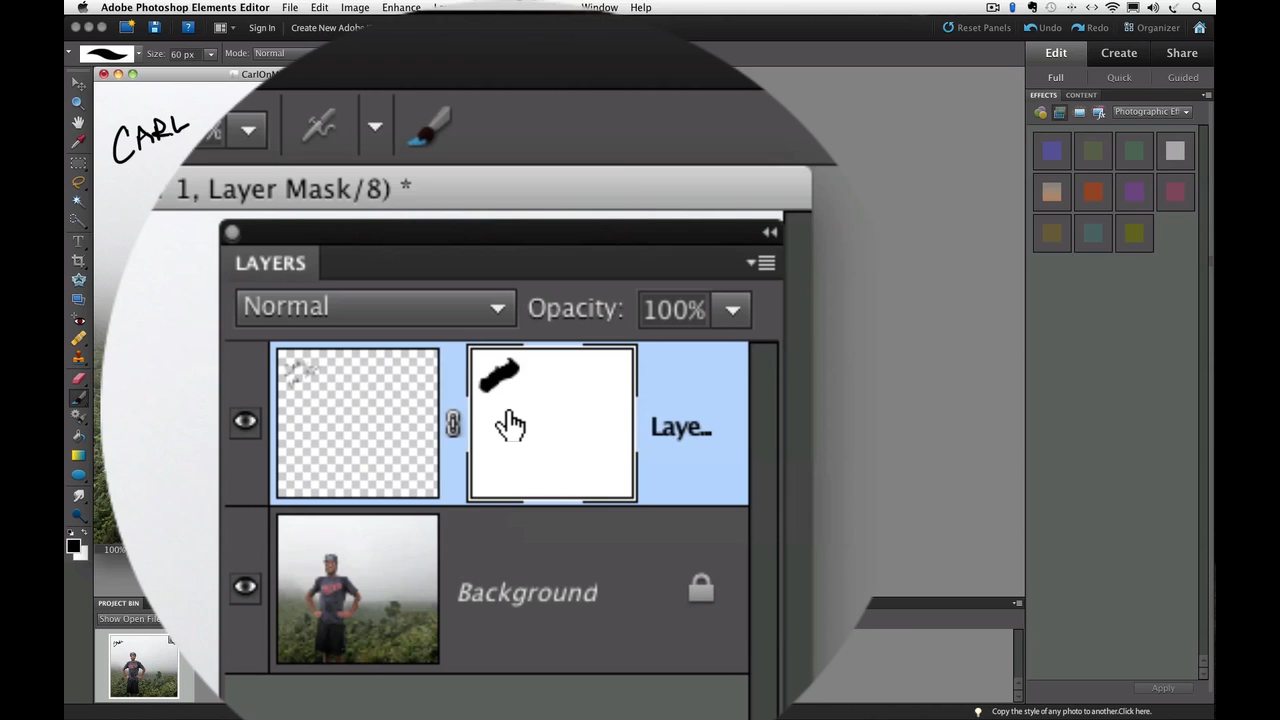 Adobe Photoshop Elements Editor File Edit Image Enhance Window Help
Sign In Create New Adob
Reset Panels Undo Redo Organizer
Size: 60 px Mode: Normal
Edit Create Share
CarlOnM
Full Quick Guided
EFFECTS CONTENT
Photographic Eff
CARL
%
1, Layer Mask/8) *
LAYERS
Normal Opacity: 100%
Laye...
Background
100%
PROJECT BIN
Show Open File
Apply
Copy the style of any photo to another.Click here.